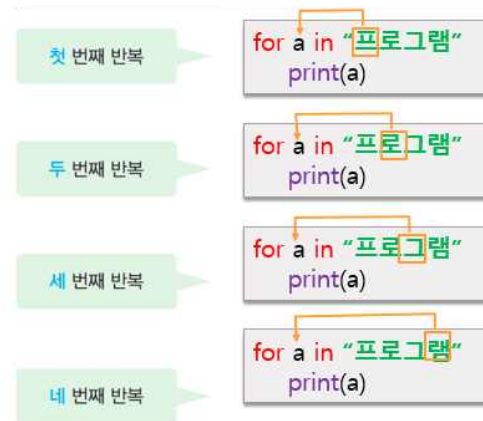 첫 번째 반복
for a in “프로그램”
print(a)
두 번째 반복
for a in “프로그램”
print(a)
세 번째 반복
for a in “프로그램”
print(a)
네 번째 반복
for a in “프로그램”
print(a)